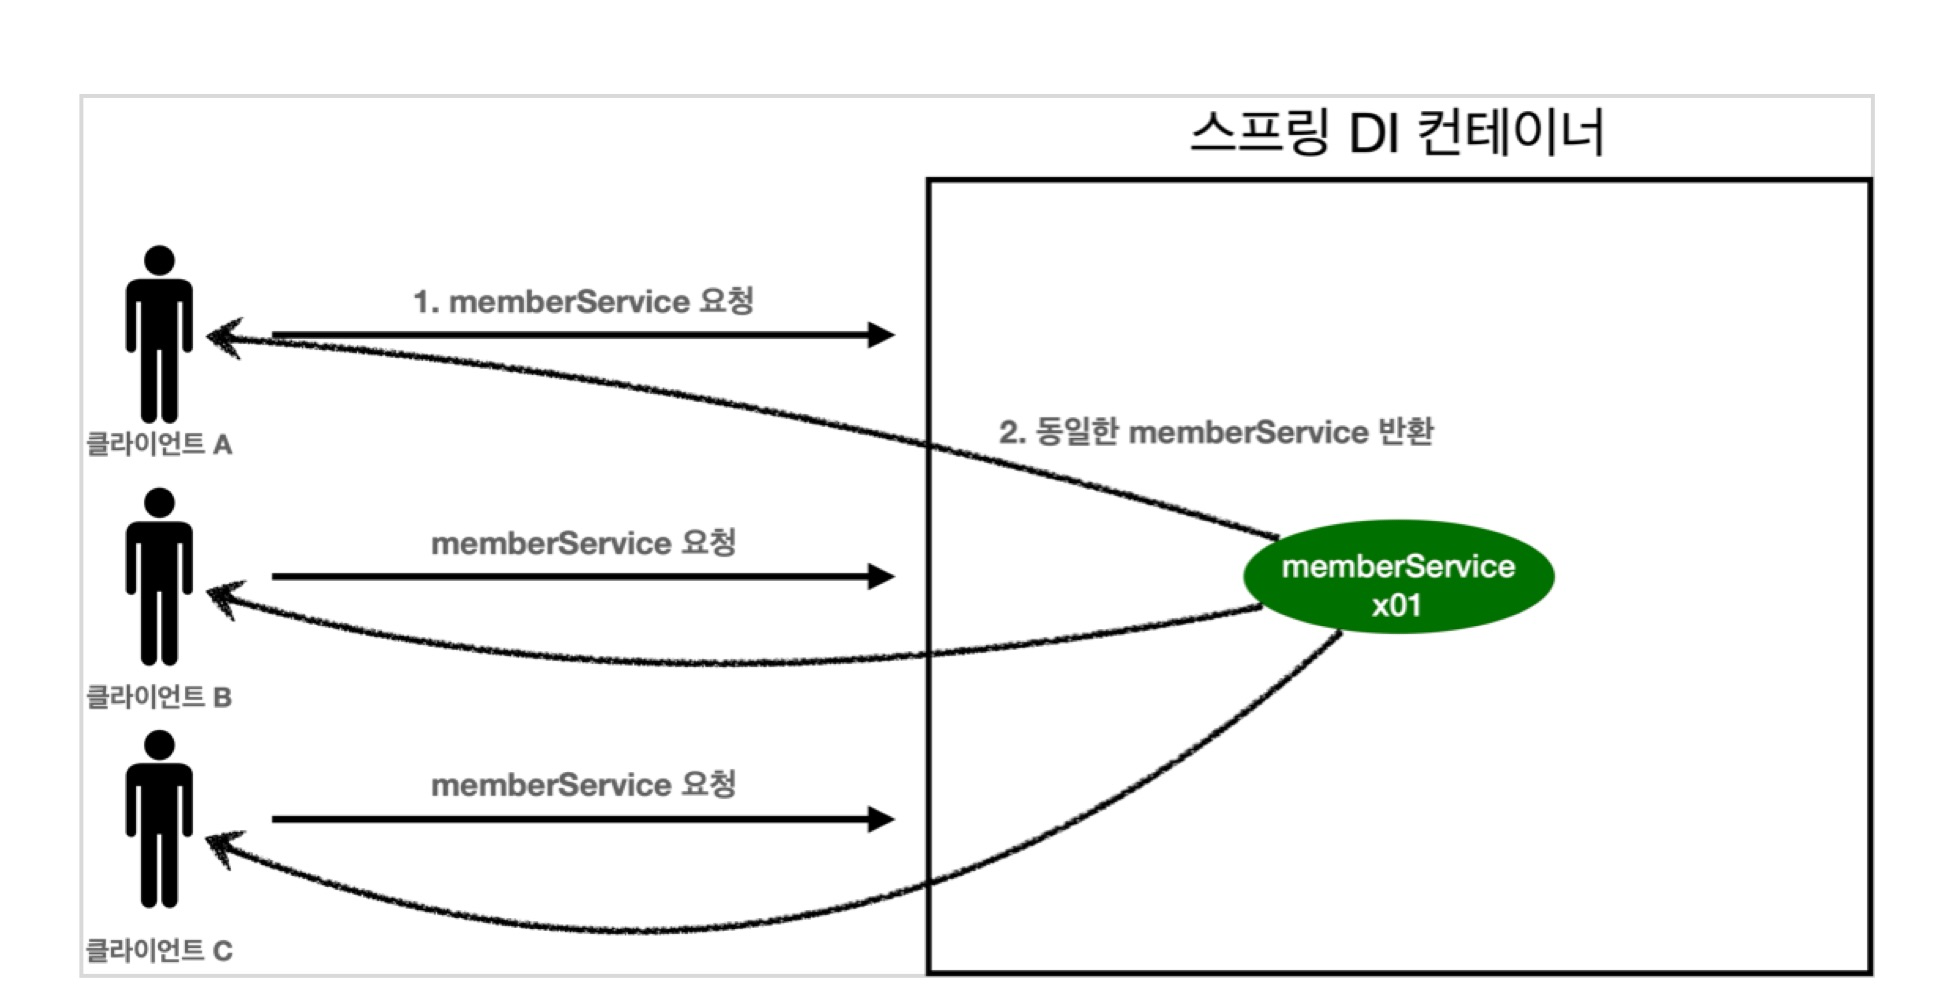 스프링 DI 컨테이너
1. memberService 요청
2. 동일한 memberService 반환
클라이언트 A
memberService 요청
memberService
x01
클라이언트 B
memberService 요청
클라이언트 C